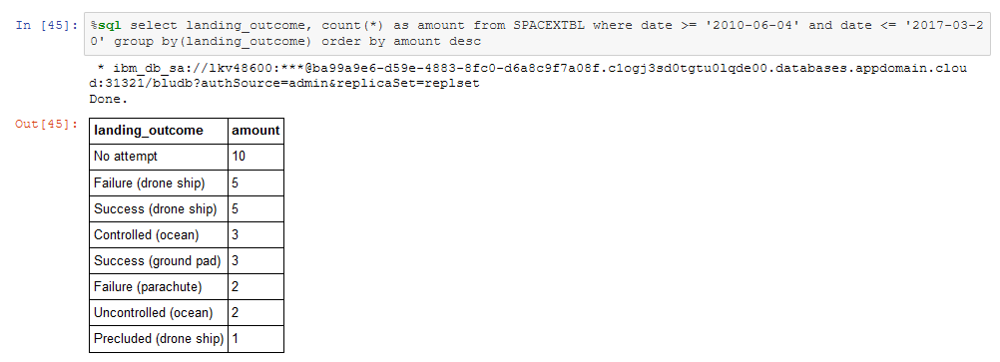 In [45]: %sql select landing_outcome, count(*) as amount from SPACEXTBL where date >= '2010-06-04' and date <= '2017-03-2
0' group by(landing_outcome) order by amount desc
* ibm_db_sa://lkv48600:***@ba99a9e6-d59e-4883-8fc0-d6a8c9f7a08f.c1ogj3sd0tgtu0lqde00.databases.appdomain.clou
d:31321/bludb?authSource=admin&replicaSet=replset
Done.
Out[45]:
landing_outcome amount
No attempt 10
Failure (drone ship) 5
Success (drone ship) 5
Controlled (ocean) 3
Success (ground pad) 3
Failure (parachute) 2
Uncontrolled (ocean) 2
Precluded (drone ship) 1